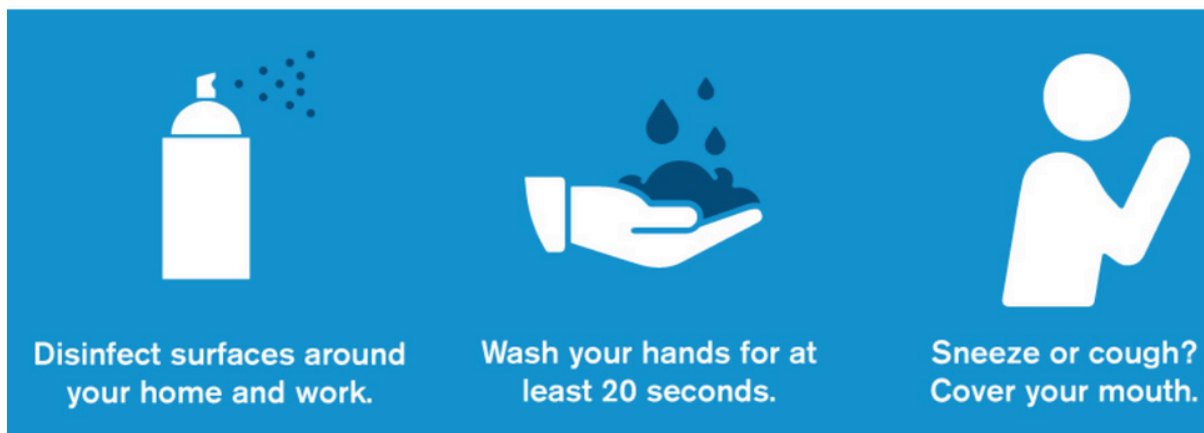 Disinfect surfaces around
your home and work.
Wash your hands for at
least 20 seconds.
Sneeze or cough?
Cover your mouth.